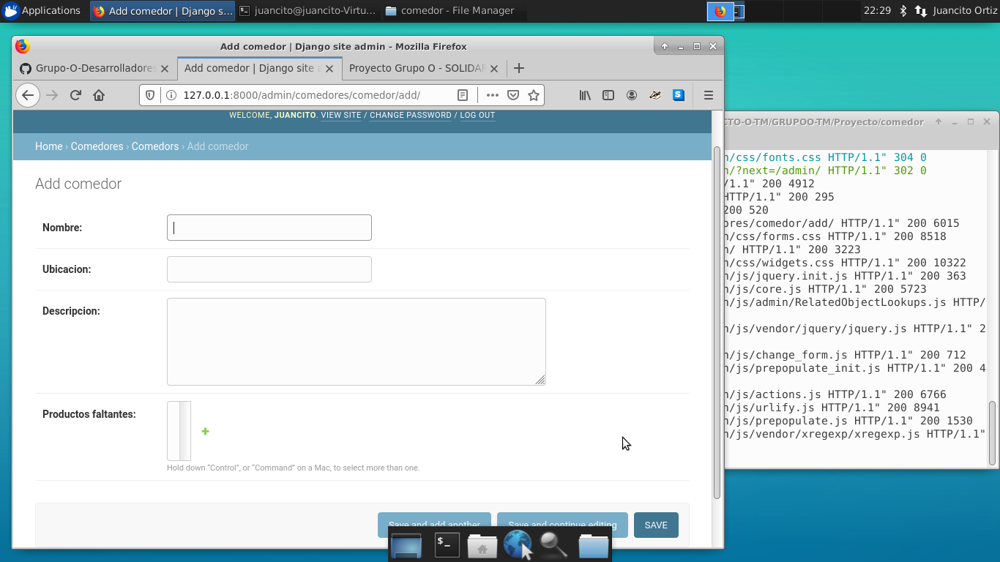 Applications
Add comedor | Django s...
juancito@juancito-Virtu...
comedor - File Manager
22:29
Juancito Ortiz
Add comedor | Django site admin - Mozilla Firefox
Grupo-O-Desarrolladores
Add comedor | Django site a
Proyecto Grupo O - SOLIDAR
127.0.0.1:8000/admin/comedores/comedor/add/
WELCOME, JUANCITO. VIEW SITE / CHANGE PASSWORD / LOG OUT
Home › Comedores › Comedors › Add comedor
Add comedor
Nombre:
Ubicacion:
Descripcion:
Productos faltantes:
Hold down “Control”, or “Command” on a Mac, to select more than one.
Save and add another
Save and continue editing
SAVE
CTO-O-TM/GRUPOO-TM/Proyecto/comedor
n/css/fonts.css HTTP/1.1" 304 0
n/?next=/admin/ HTTP/1.1" 302 0
/1.1" 200 4912
HTTP/1.1" 200 295
200 520
ores/comedor/add/ HTTP/1.1" 200 6015
n/css/forms.css HTTP/1.1" 200 8518
n/ HTTP/1.1" 200 3223
n/css/widgets.css HTTP/1.1" 200 10322
n/js/jquery.init.js HTTP/1.1" 200 363
n/js/core.js HTTP/1.1" 200 5723
n/js/admin/RelatedObjectLookups.js HTTP/
n/js/vendor/jquery/jquery.js HTTP/1.1" 2
n/js/change_form.js HTTP/1.1" 200 712
n/js/prepopulate_init.js HTTP/1.1" 200 4
n/js/actions.js HTTP/1.1" 200 6766
n/js/urlify.js HTTP/1.1" 200 8941
n/js/prepopulate.js HTTP/1.1" 200 1530
n/js/vendor/xregexp/xregexp.js HTTP/1.1"
$_